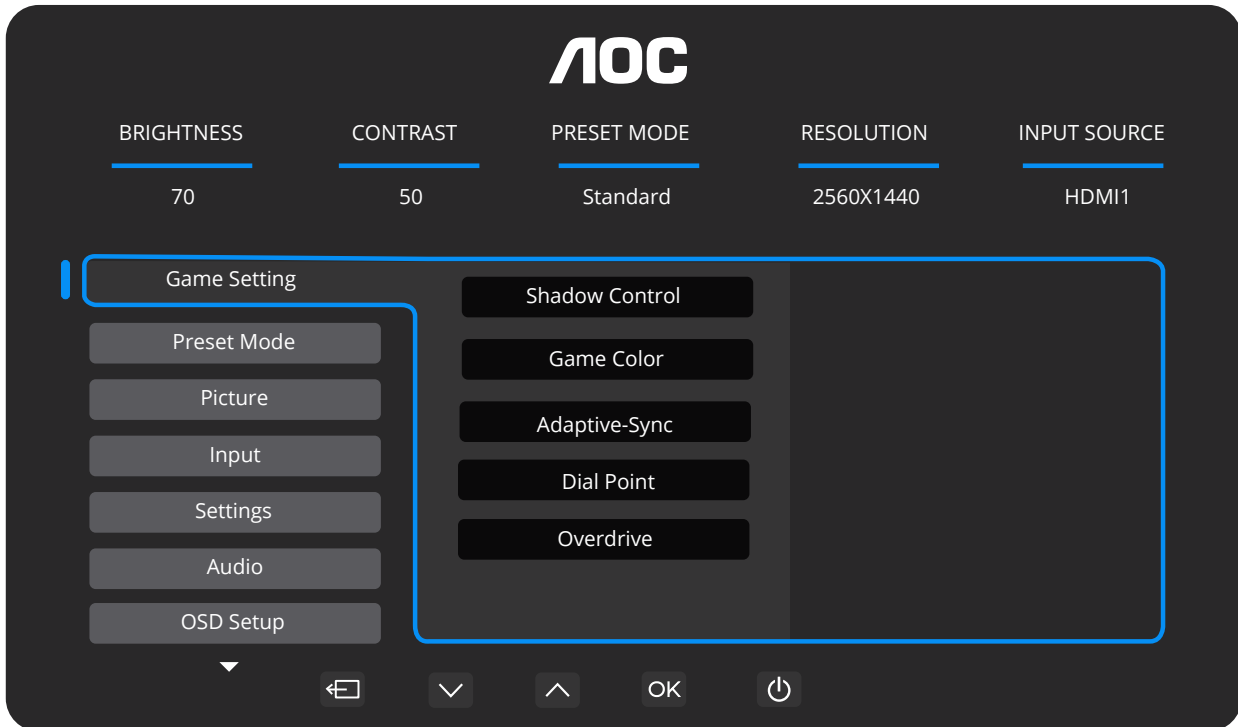 AOC
BRIGHTNESS CONTRAST PRESET MODE RESOLUTION INPUT SOURCE
70 50 Standard 2560X1440 HDMI1
Game Setting
Preset Mode
Picture
Input
Settings
Audio
OSD Setup
Shadow Control
Game Color
Adaptive-Sync
Dial Point
Overdrive
OK